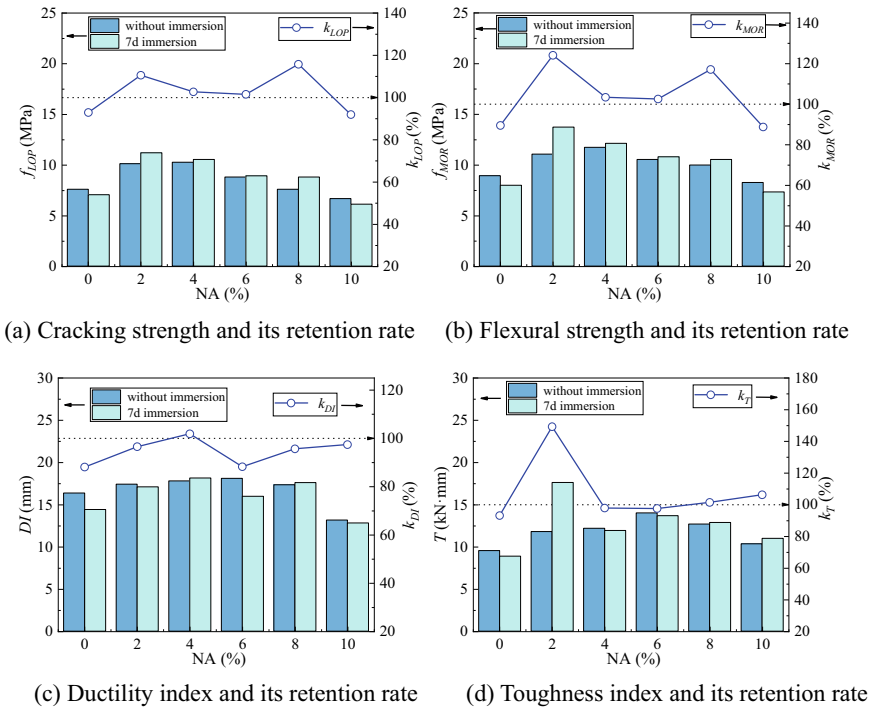 without immersion
7d immersion
k_LOP
f_LOP (MPa)
25
20
15
10
5
0
k_LOP (%)
140
120
100
80
60
40
20
0 2 4 6 8 10
NA (%)
(a) Cracking strength and its retention rate
without immersion
7d immersion
k_MOR
f_MOR (MPa)
25
20
15
10
5
0
k_MOR (%)
140
120
100
80
60
40
20
0 2 4 6 8 10
NA (%)
(b) Flexural strength and its retention rate
without immersion
7d immersion
k_DI
DI (mm)
30
25
20
15
10
5
0
k_DI (%)
120
100
80
60
40
20
0 2 4 6 8 10
NA (%)
(c) Ductility index and its retention rate
without immersion
7d immersion
k_T
T (kN·mm)
30
25
20
15
10
5
0
k_T (%)
180
160
140
120
100
80
60
40
20
0 2 4 6 8 10
NA (%)
(d) Toughness index and its retention rate